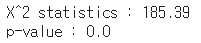 X^2 statistics : 185.39
p-value : 0.0